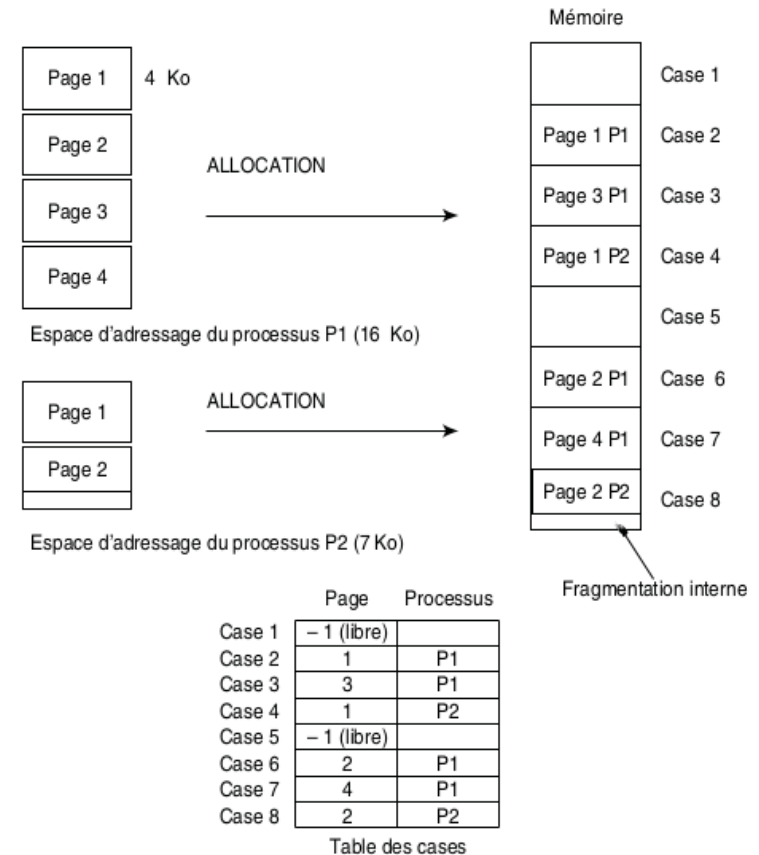 Mémoire
Page 1 4 Ko
Page 2
Page 3
Page 4
ALLOCATION
Espace d'adressage du processus P1 (16 Ko)
Page 1
Page 2
ALLOCATION
Espace d'adressage du processus P2 (7 Ko)
Case 1
Page 1 P1 Case 2
Page 3 P1 Case 3
Page 1 P2 Case 4
Case 5
Page 2 P1 Case 6
Page 4 P1 Case 7
Page 2 P2 Case 8
Fragmentation interne
Page Processus
Case 1 – 1 (libre)
Case 2 1 P1
Case 3 3 P1
Case 4 1 P2
Case 5 – 1 (libre)
Case 6 2 P1
Case 7 4 P1
Case 8 2 P2
Table des cases